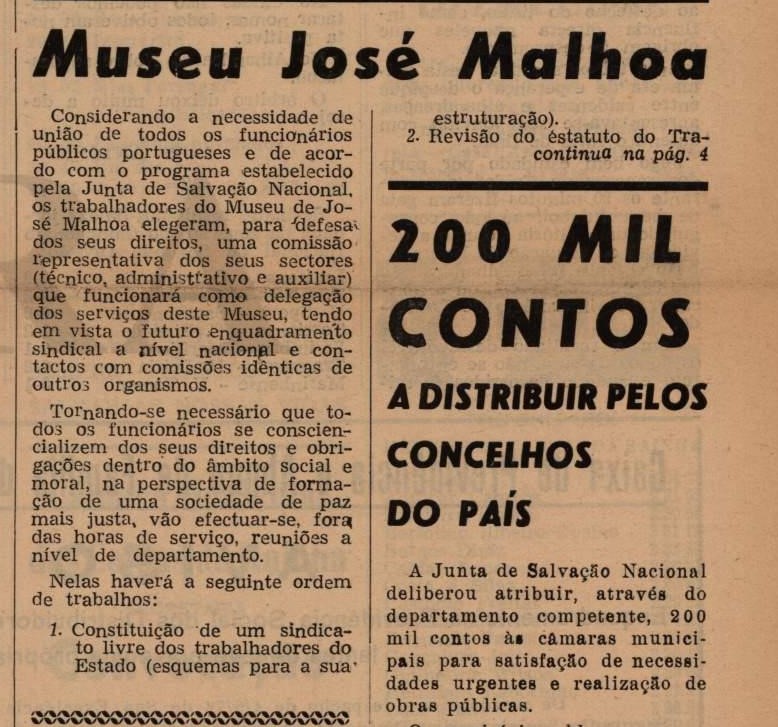 Museu José Malhoa
Considerando a necessidade de
união de todos os funcionários
públicos portugueses e de acor-
do com o programa estabelecido
pela Junta de Salvação Nacional,
os trabalhadores do Museu de Jo-
sé Malhoa elegeram, para defesa
dos seus direitos, uma comissão
representativa dos seus sectores
(técnico, administrativo e auxiliar)
que funcionará como delegação
dos serviços deste Museu, tendo
em vista o futuro enquadramento
sindical a nível nacional e con-
tactos com comissões idênticas de
outros organismos.
Tornando-se necessário que to-
dos os funcionários se conscien-
cializem dos seus direitos e obri-
gações dentro do âmbito social e
moral, na perspectiva de forma-
ção de uma sociedade de paz
mais justa, vão efectuar-se, fora
das horas de serviço, reuniões a
nível de departamento.
Nelas haverá a seguinte ordem
de trabalhos:
1. Constituição de um sindica-
to livre dos trabalhadores do
Estado (esquemas para a sua
estruturação).
2. Revisão do estatuto do Tra-
continua na pág. 4
200 MIL
CONTOS
A DISTRIBUIR PELOS
CONCELHOS
DO PAÍS
A Junta de Salvação Nacional
deliberou atribuir, através do
departamento competente, 200
mil contos às câmaras munici-
pais para satisfação de necessi-
dades urgentes e realização de
obras públicas.